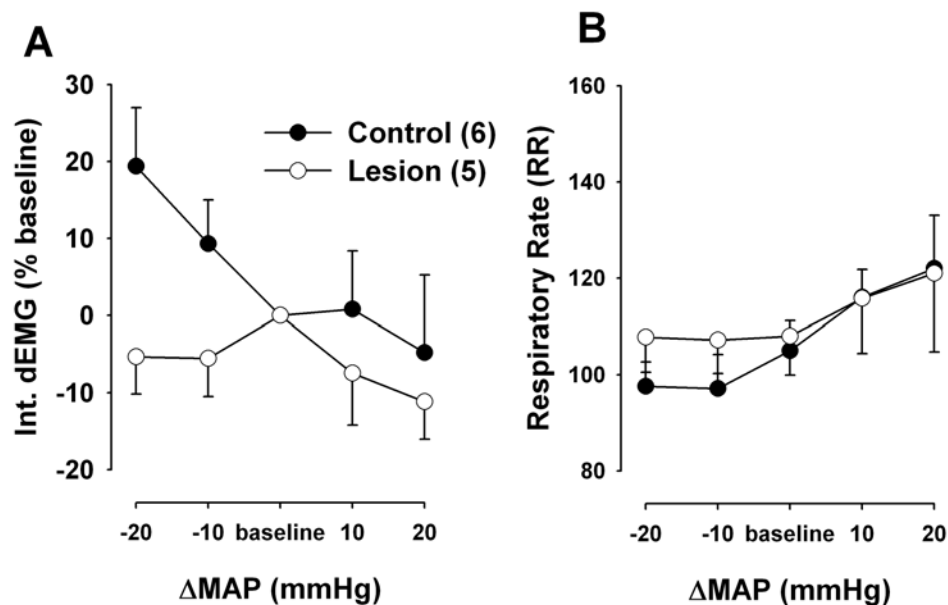 A
Int. dEMG (% baseline)
30
20
10
0
-10
-20
Control (6)
Lesion (5)
-20 -10 baseline 10 20
ΔMAP (mmHg)
B
Respiratory Rate (RR)
160
140
120
100
80
-20 -10 baseline 10 20
ΔMAP (mmHg)